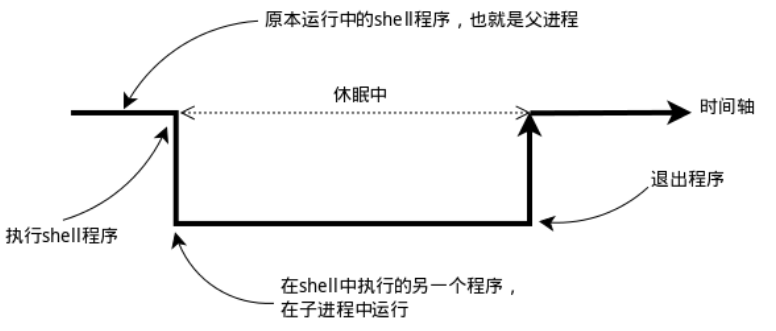 原本运行中的shell程序，也就是父进程
休眠中
时间轴
退出程序
执行shell程序
在shell中执行的另一个程序，
在子进程中运行